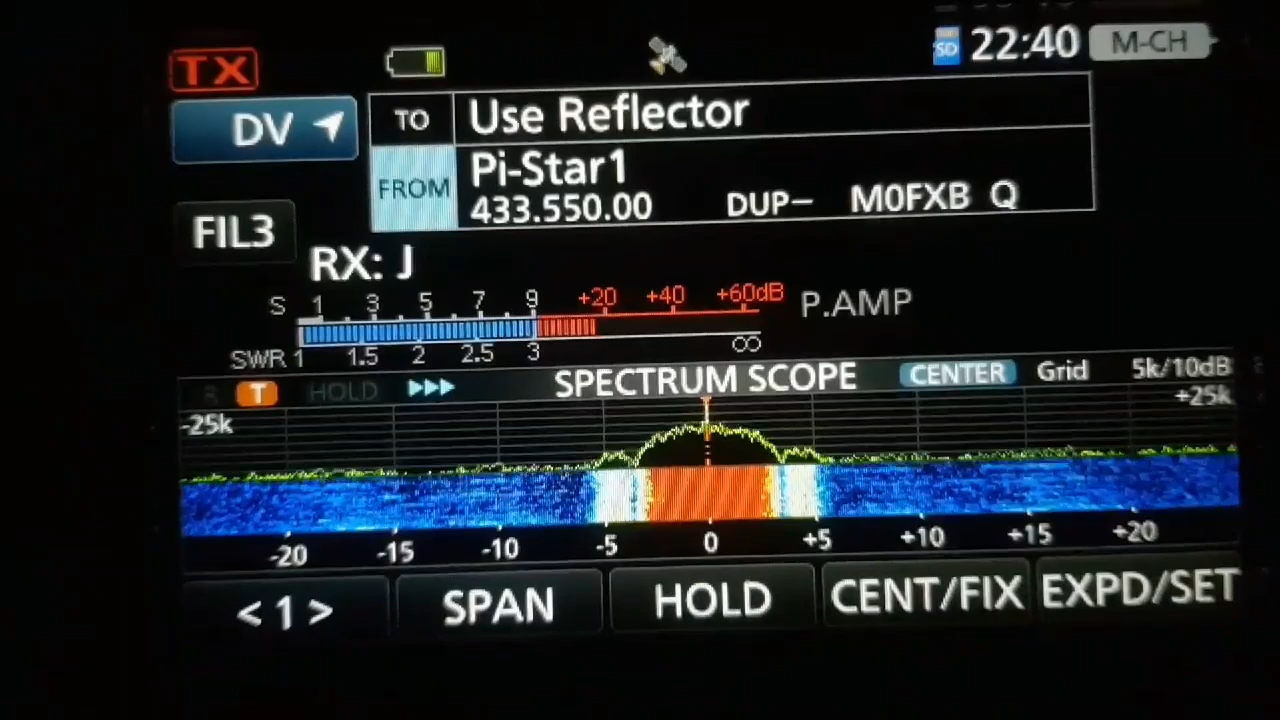 TX SD 22:40 M-CH
DV TO Use Reflector
FROM Pi-Star1
433.550.00 DUP− M0FXB Q
FIL3
RX: J
S 1 3 5 7 9 +20 +40 +60dB P.AMP
SWR 1 1.5 2 2.5 3 ∞
T HOLD SPECTRUM SCOPE CENTER Grid 5k/10dB
-25k +25k
-20 -15 -10 -5 0 +5 +10 +15 +20
< 1 > SPAN HOLD CENT/FIX EXPD/SET